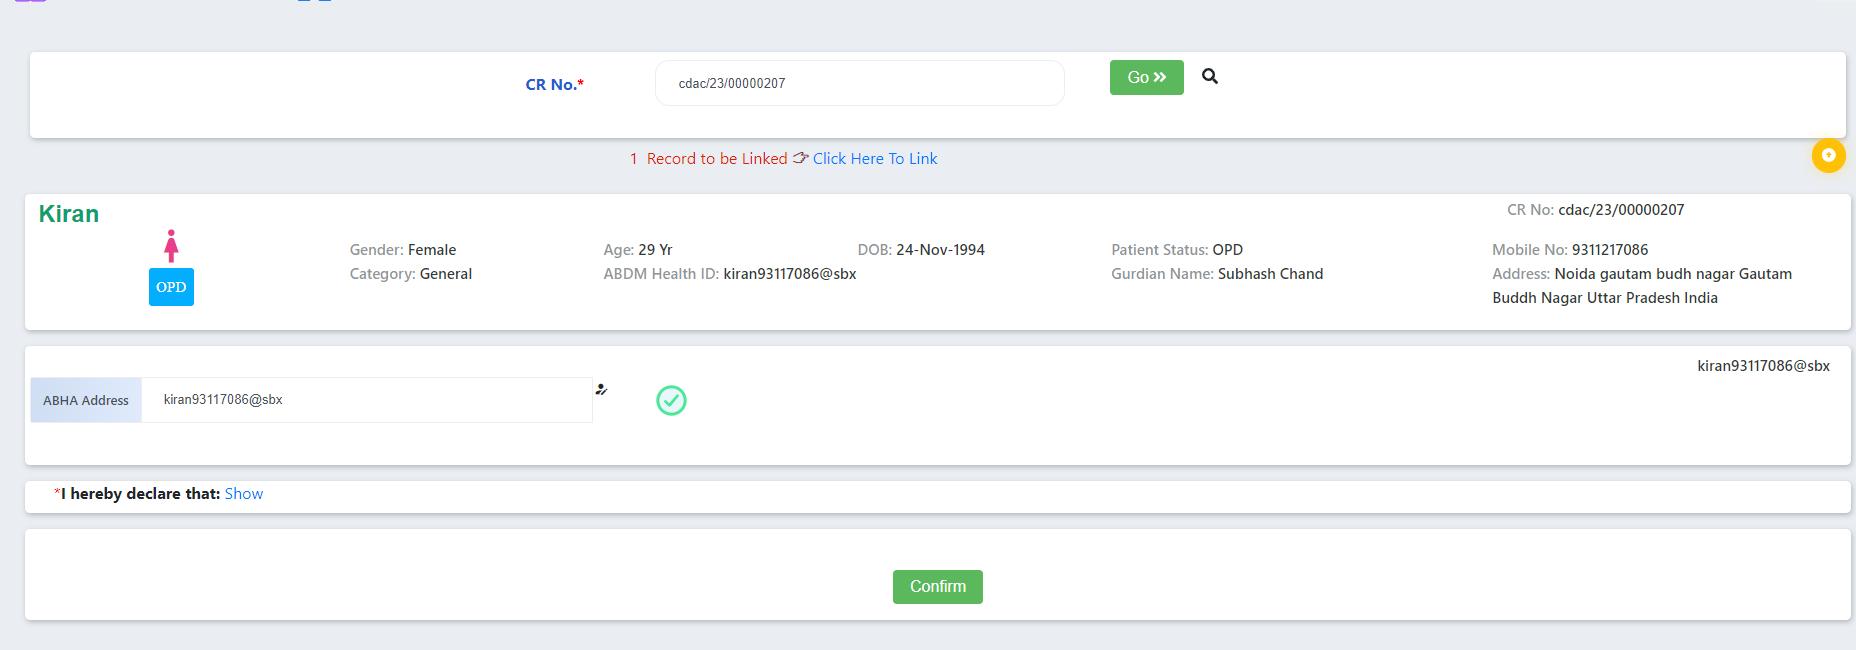 CR No.* cdac/23/00000207 Go »
1 Record to be Linked Click Here To Link
Kiran
CR No: cdac/23/00000207
Gender: Female Age: 29 Yr DOB: 24-Nov-1994 Patient Status: OPD Mobile No: 9311217086
Category: General ABDM Health ID: kiran93117086@sbx Gurdian Name: Subhash Chand Address: Noida gautam budh nagar Gautam
Buddh Nagar Uttar Pradesh India
OPD
kiran93117086@sbx
ABHA Address kiran93117086@sbx
*I hereby declare that: Show
Confirm